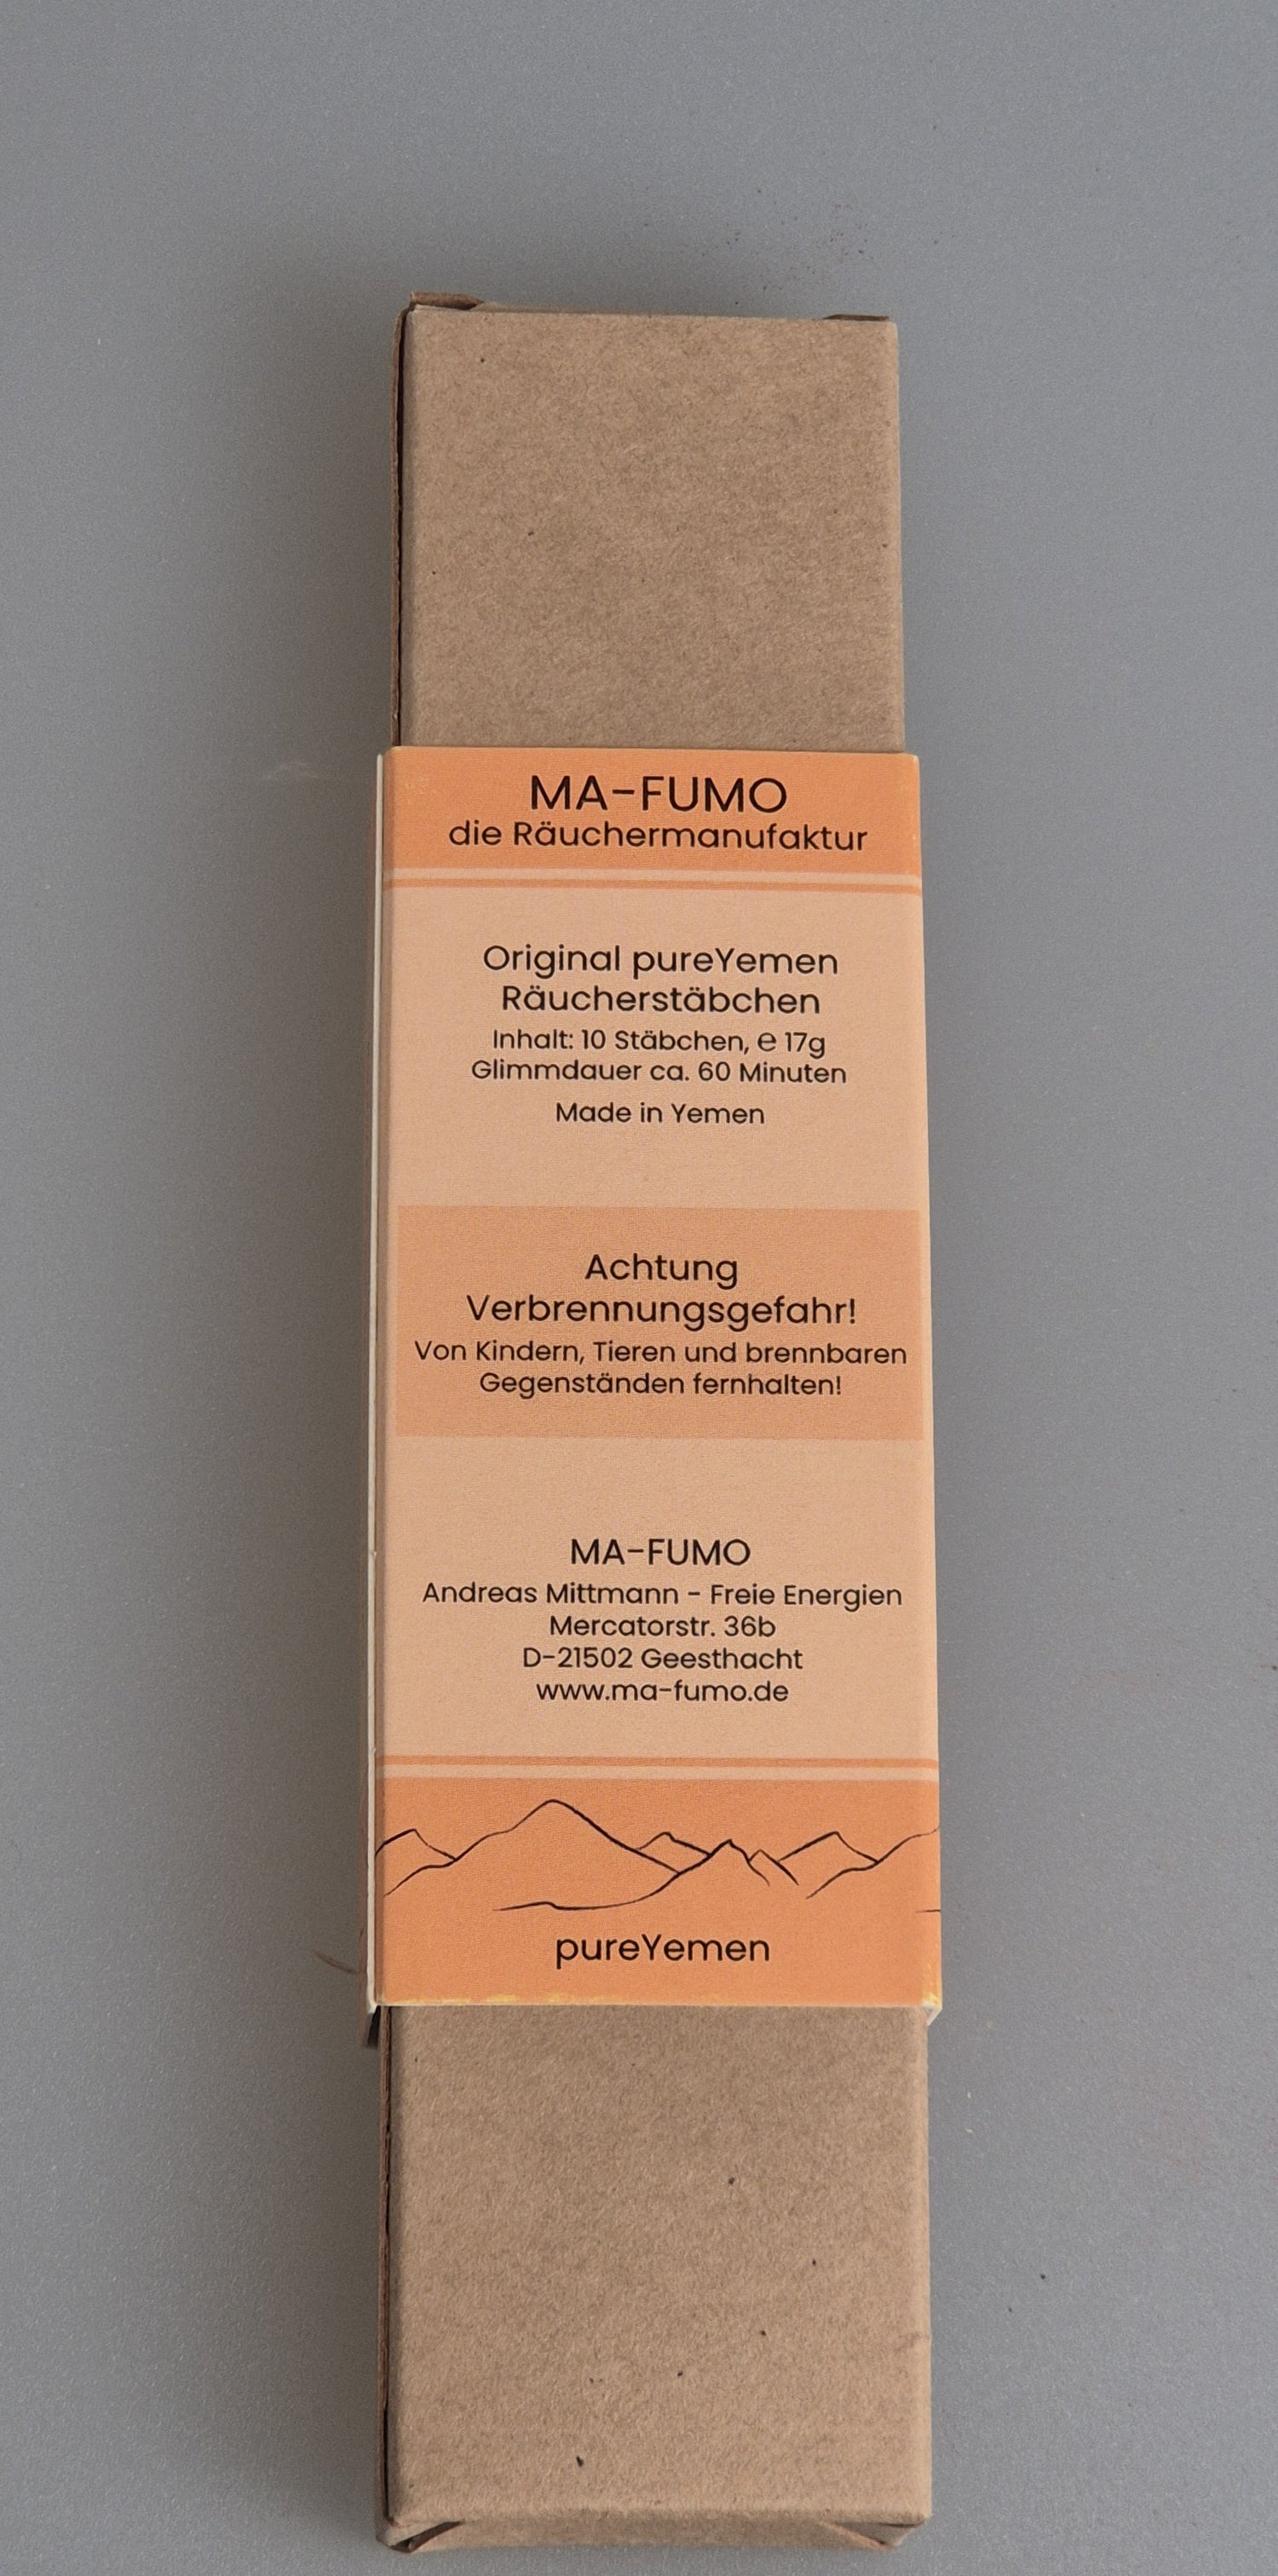 MA-FUMO
die Räuchermanufaktur
Original pureYemen
Räucherstäbchen
Inhalt: 10 Stäbchen, ℮ 17g
Glimmdauer ca. 60 Minuten
Made in Yemen
Achtung
Verbrennungsgefahr!
Von Kindern, Tieren und brennbaren
Gegenständen fernhalten!
MA-FUMO
Andreas Mittmann - Freie Energien
Mercatorstr. 36b
D-21502 Geesthacht
www.ma-fumo.de
pureYemen